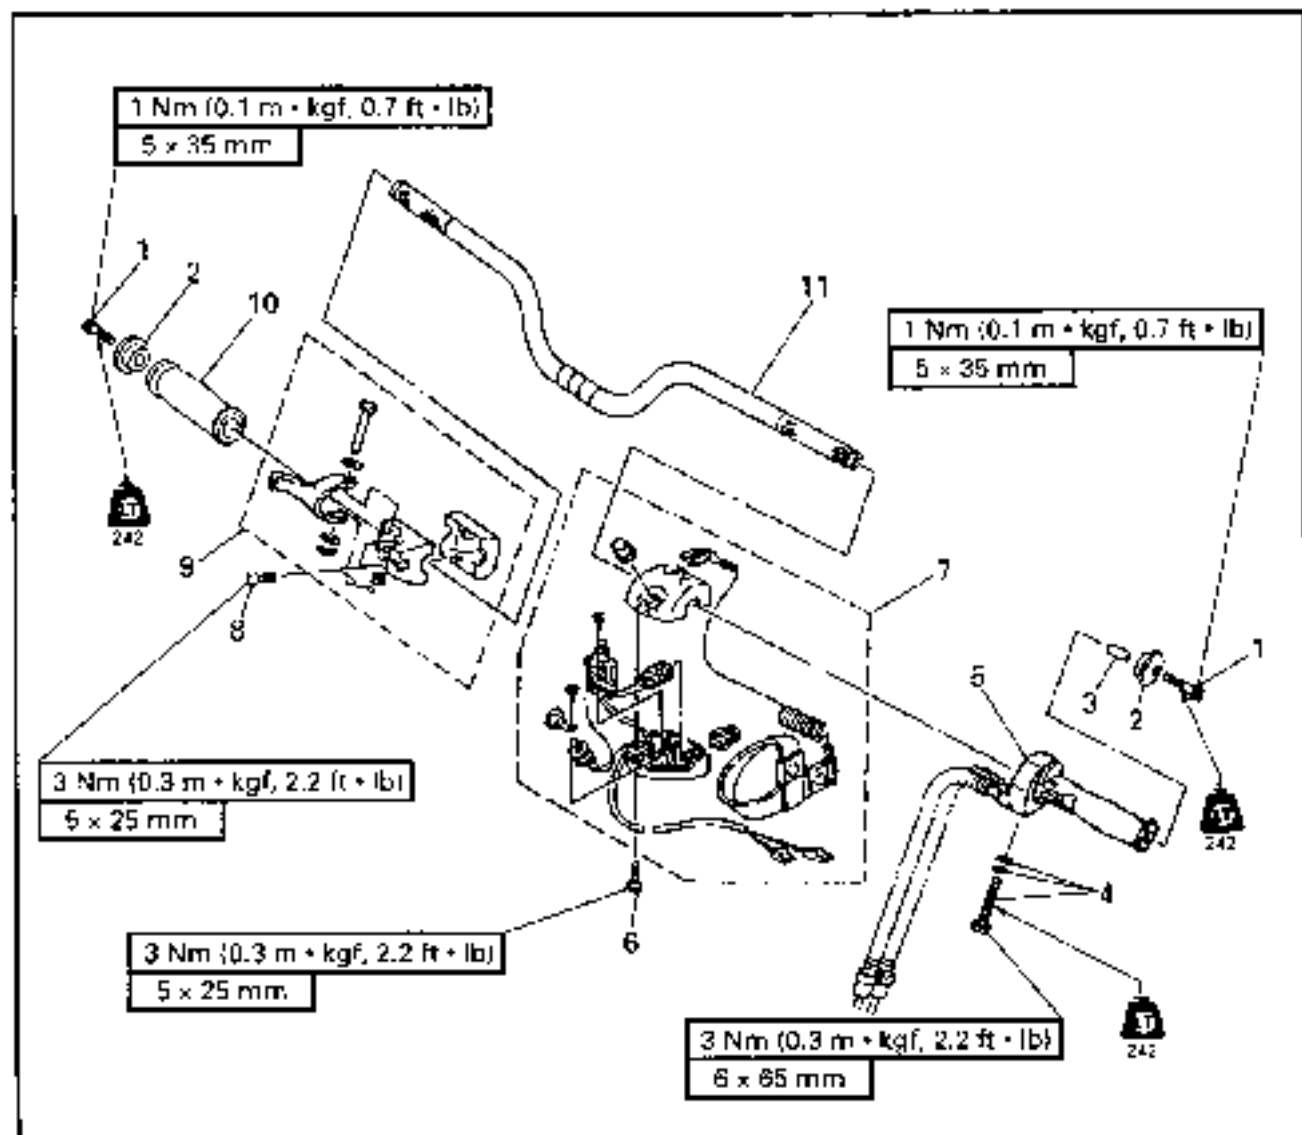 1 Nm (0.1 m • kgf, 0.7 ft • lb)
5 × 35 mm
1
2
10
11
1 Nm (0.1 m • kgf, 0.7 ft • lb)
5 × 35 mm
LT
242
9
8
7
5
3
2
1
3 Nm (0.3 m • kgf, 2.2 ft • lb)
5 × 25 mm
LT
242
4
6
3 Nm (0.3 m • kgf, 2.2 ft • lb)
5 × 25 mm
LT
242
3 Nm (0.3 m • kgf, 2.2 ft • lb)
6 × 65 mm